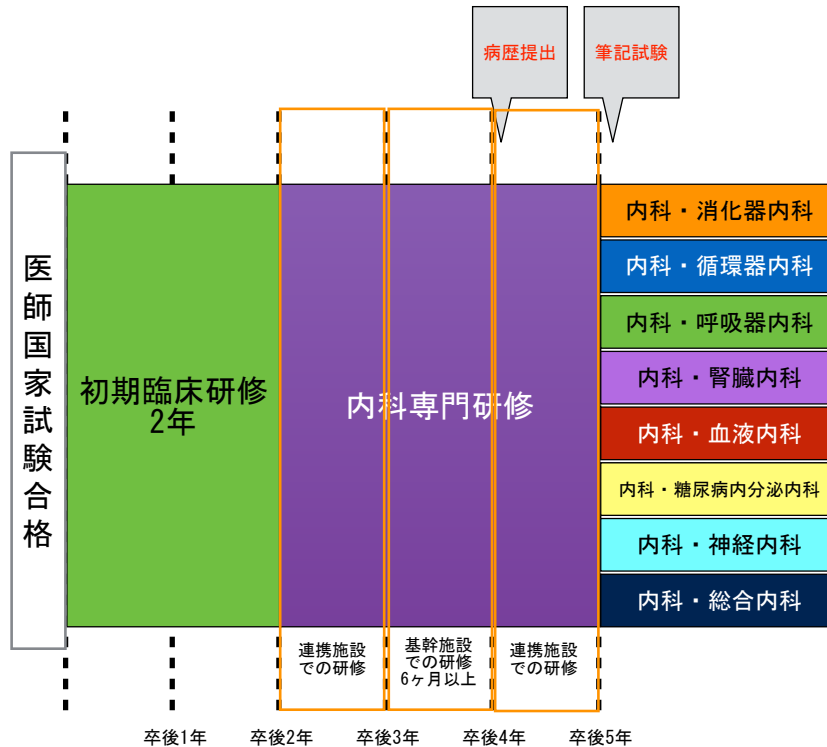 病歴提出
筆記試験
医師国家試験合格
初期臨床研修
2年
内科専門研修
内科・消化器内科
内科・循環器内科
内科・呼吸器内科
内科・腎臓内科
内科・血液内科
内科・糖尿病内分泌内科
内科・神経内科
内科・総合内科
連携施設
での研修
基幹施設
での研修
6ヶ月以上
連携施設
での研修
卒後1年
卒後2年
卒後3年
卒後4年
卒後5年